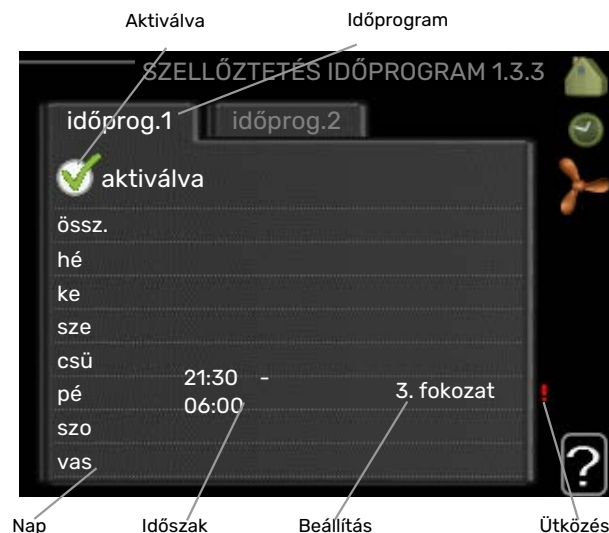 Aktiválva Időprogram
SZELLŐZTETÉS IDŐPROGRAM 1.3.3
időprog.1 időprog.2
aktiválva
össz.
hé
ke
sze
csü
pé 21:30 - 06:00 3. fokozat !
szo
vas
?
Nap Időszak Beállítás Ütközés